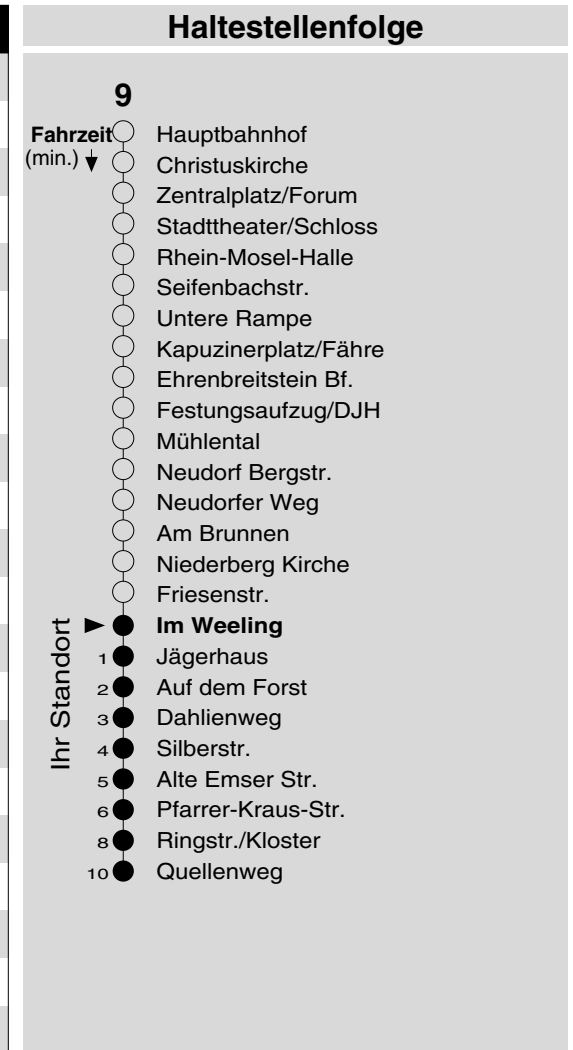 Haltestellenfolge
9
Fahrzeit
(min.)
Hauptbahnhof
Christuskirche
Zentralplatz/Forum
Stadttheater/Schloss
Rhein-Mosel-Halle
Seifenbachstr.
Untere Rampe
Kapuzinerplatz/Fähre
Ehrenbreitstein Bf.
Festungsaufzug/DJH
Mühlental
Neudorf Bergstr.
Neudorfer Weg
Am Brunnen
Niederberg Kirche
Friesenstr.
Ihr Standort
Im Weeling
1 Jägerhaus
2 Auf dem Forst
3 Dahlienweg
4 Silberstr.
5 Alte Emser Str.
6 Pfarrer-Kraus-Str.
8 Ringstr./Kloster
10 Quellenweg